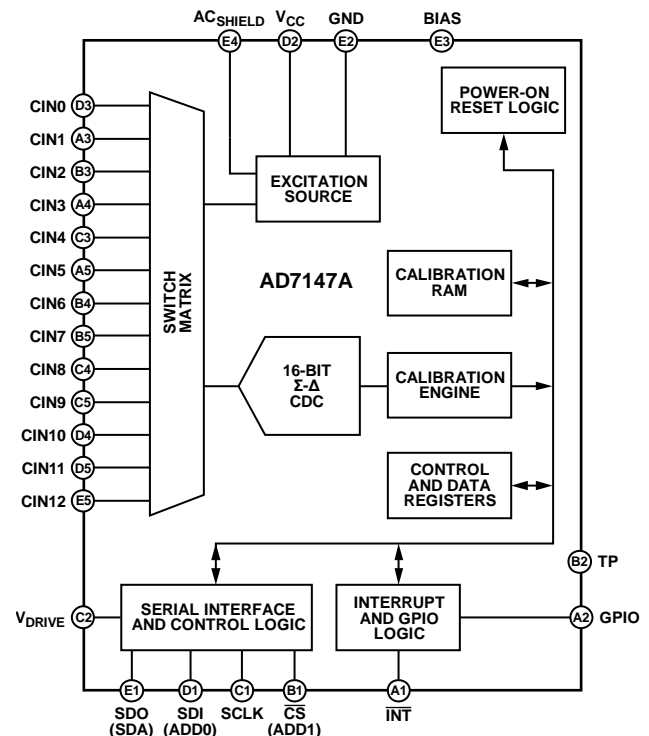 ACSHIELD VCC GND BIAS
E4 D2 E2 E3
POWER-ON
RESET LOGIC
CIN0 D3
CIN1 A3
CIN2 B3
CIN3 A4
CIN4 C3
CIN5 A5
CIN6 B4
CIN7 B5
CIN8 C4
CIN9 C5
CIN10 D4
CIN11 D5
CIN12 E5
SWITCH
MATRIX
EXCITATION
SOURCE
AD7147A
CALIBRATION
RAM
16-BIT
Σ-Δ
CDC
CALIBRATION
ENGINE
CONTROL
AND DATA
REGISTERS
B2 TP
VDRIVE C2
SERIAL INTERFACE
AND CONTROL LOGIC
INTERRUPT
AND GPIO
LOGIC
A2 GPIO
E1 D1 C1 B1 A1
SDO SDI SCLK CS INT
(SDA) (ADD0) (ADD1)